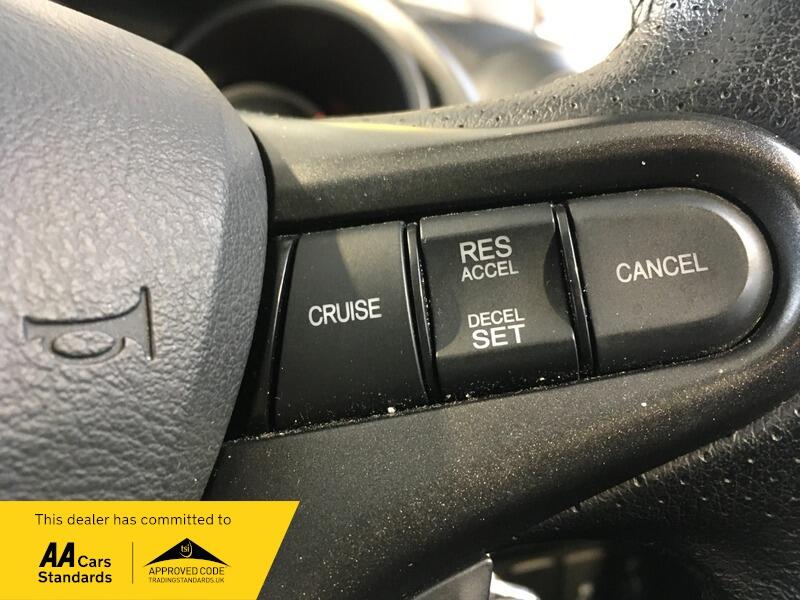 CRUISE
RES
ACCEL
DECEL
SET
CANCEL
This dealer has committed to
AA Cars
Standards
tsi
APPROVED CODE
TRADINGSTANDARDS.UK